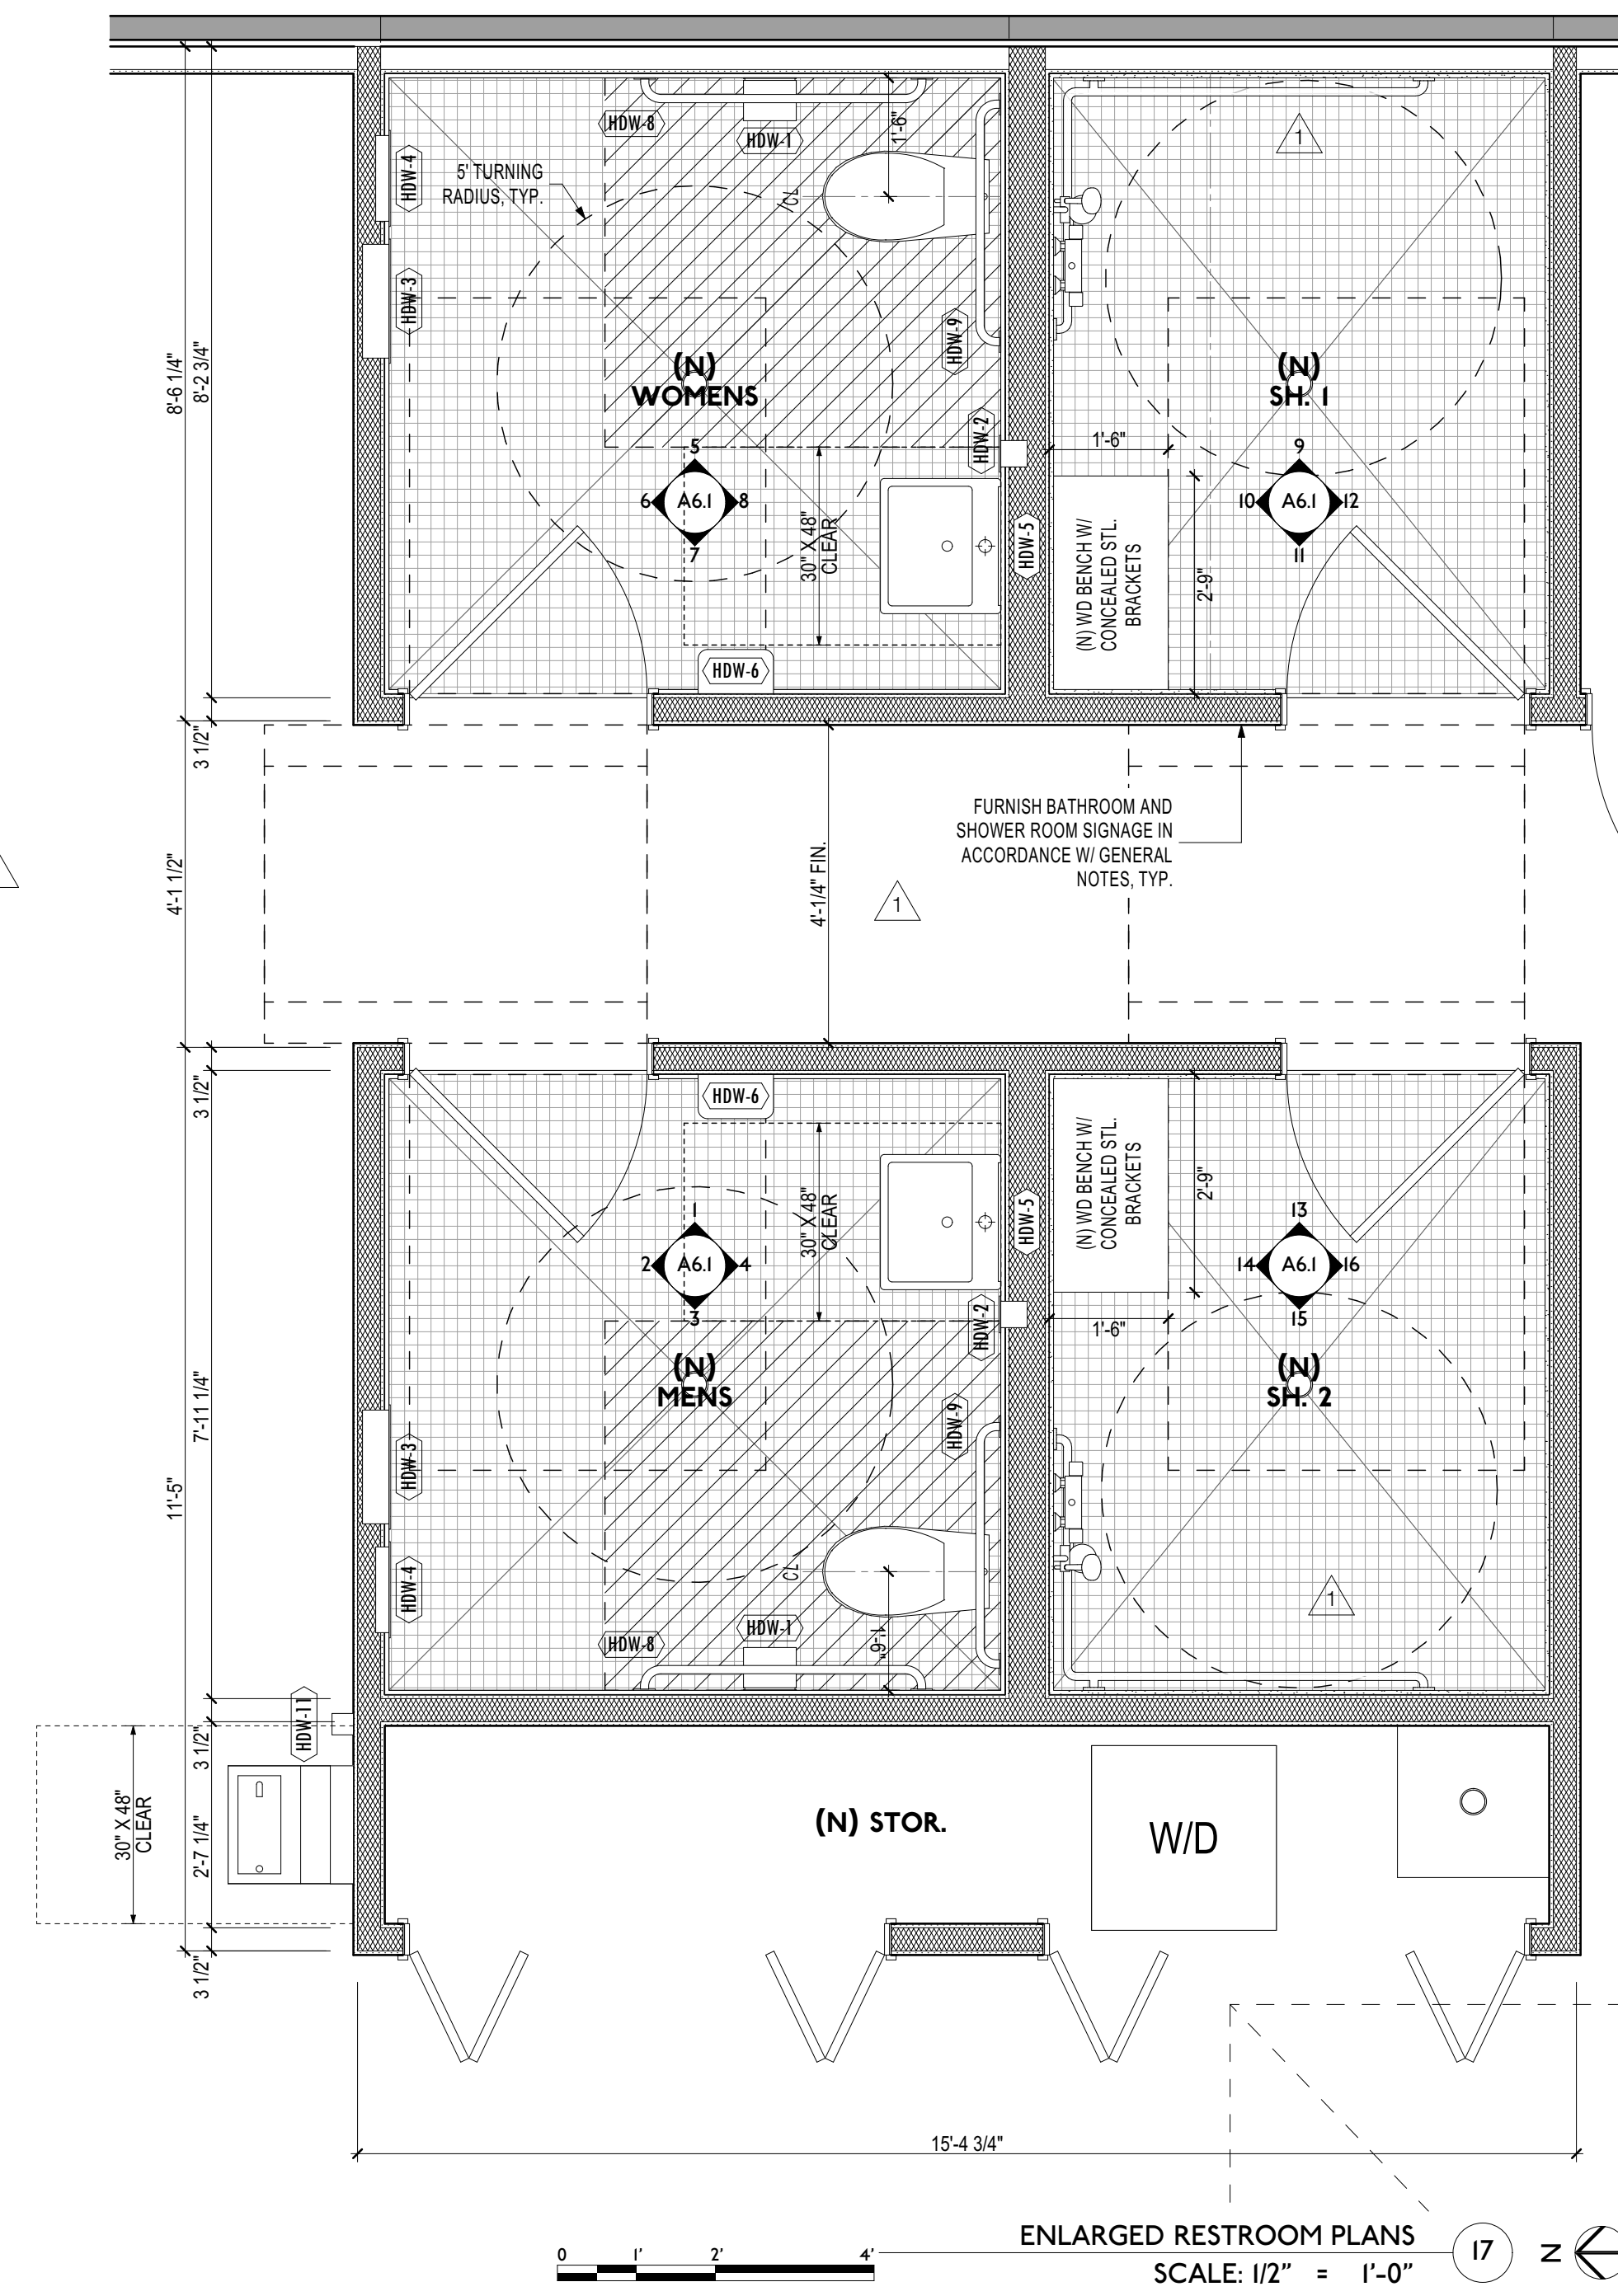 8'-6 1/4"
8'-2 3/4"
3 1/2"
4'-1 1/2"
3 1/2"
7'-11 1/4"
11'-5"
3 1/2"
2'-7 1/4"
3 1/2"
30" X 48"
CLEAR
HDW-11
HDW-8
HDW-1
1'-6"
HDW-4
5' TURNING
RADIUS, TYP.
CL
HDW-3
HDW-9
(N)
WOMENS
HDW-2
5
6 A6.1 8
7
30" X 48"
CLEAR
HDW-5
HDW-6
1
(N)
SH. 1
1'-6"
9
10 A6.1 12
11
(N) WD BENCH W/
CONCEALED STL.
BRACKETS
2'-9"
FURNISH BATHROOM AND
SHOWER ROOM SIGNAGE IN
ACCORDANCE W/ GENERAL
NOTES, TYP.
4'-1/4" FIN.
1
HDW-6
30" X 48"
CLEAR
HDW-5
1
2 A6.1 4
3
HDW-2
(N)
MENS
HDW-9
HDW-3
HDW-4
CL
HDW-1
HDW-8
1'-6"
(N) WD BENCH W/
CONCEALED STL.
BRACKETS
2'-9"
13
14 A6.1 16
15
1'-6"
(N)
SH. 2
1
(N) STOR.
W/D
15'-4 3/4"
0 1' 2' 4'
ENLARGED RESTROOM PLANS
SCALE: 1/2" = 1'-0"
17
N